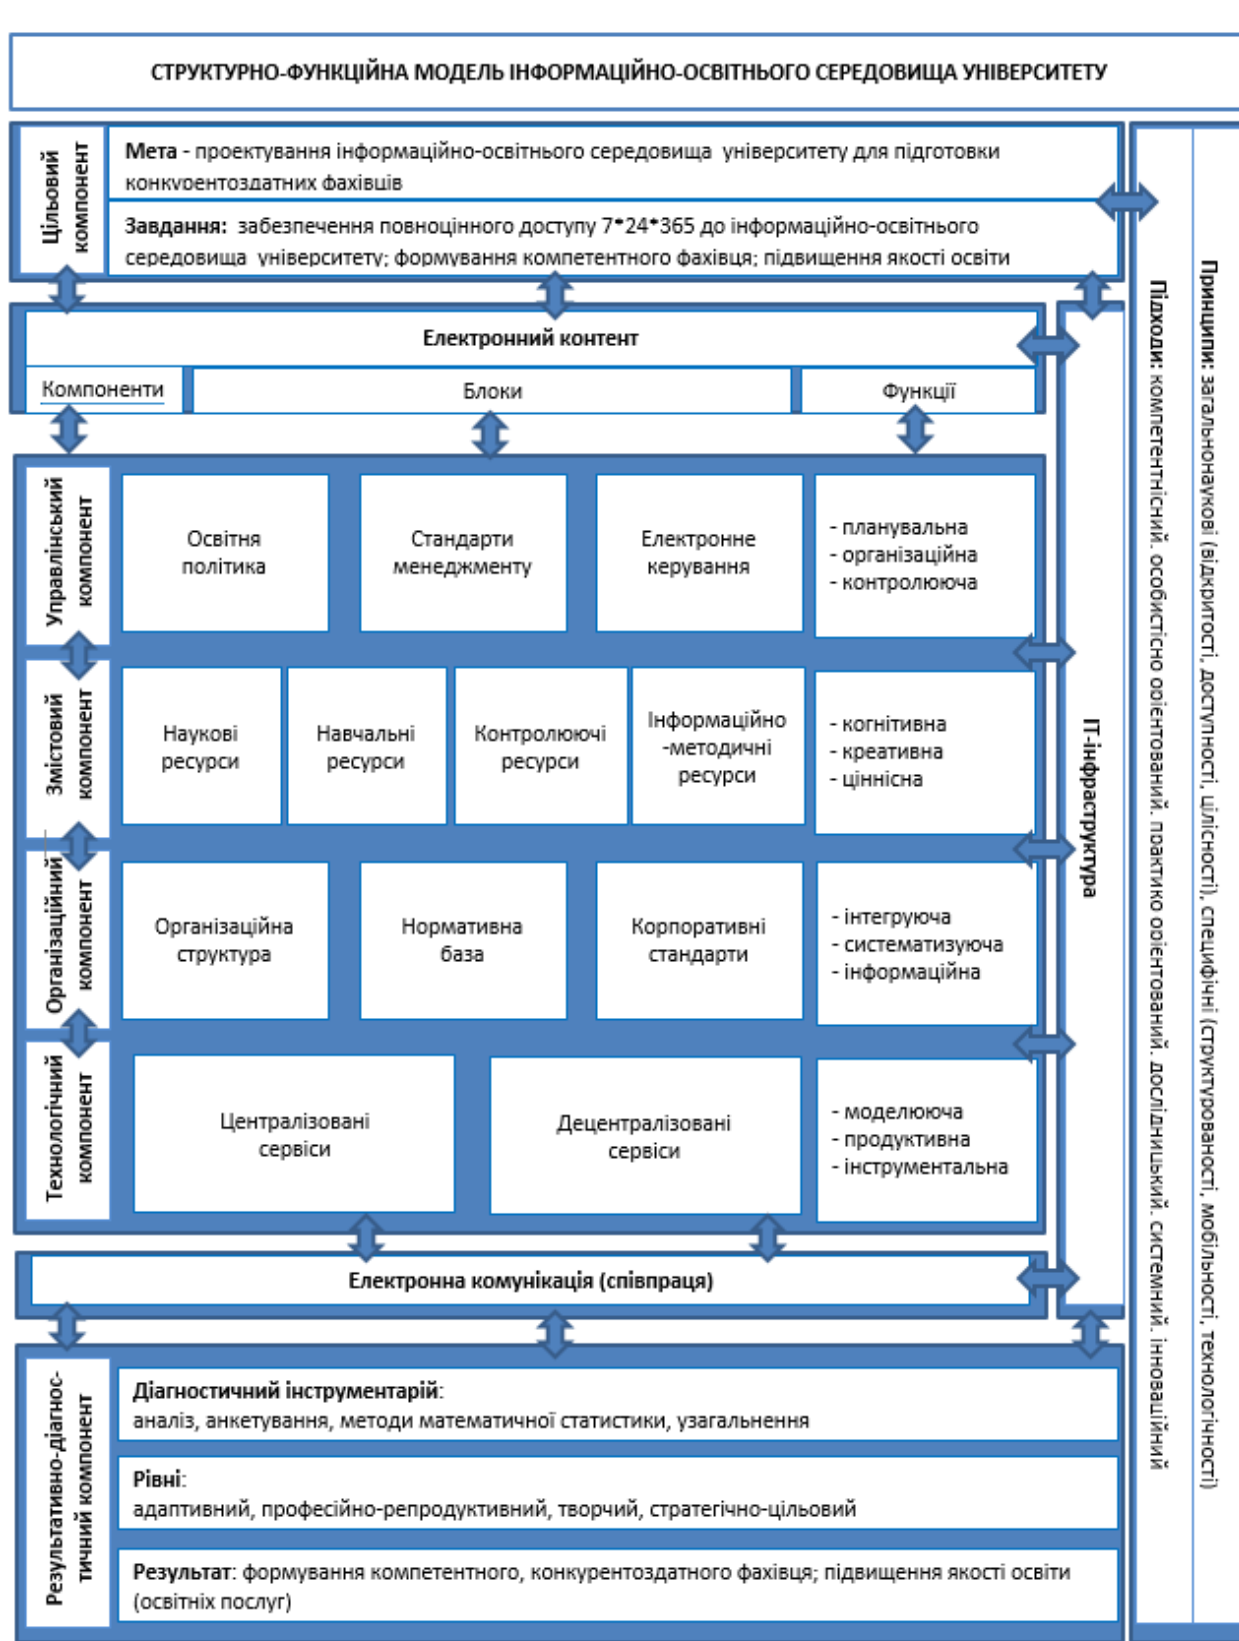 СТРУКТУРНО-ФУНКЦІЙНА МОДЕЛЬ ІНФОРМАЦІЙНО-ОСВІТНЬОГО СЕРЕДОВИЩА УНІВЕРСИТЕТУ
Цільовий
компонент
Мета - проектування інформаційно-освітнього середовища університету для підготовки
конкурентоздатних фахівців
Завдання: забезпечення повноцінного доступу 7*24*365 до інформаційно-освітнього
середовища університету; формування компетентного фахівця; підвищення якості освіти
Електронний контент
Компоненти
Блоки
Функції
Управлінський
компонент
Освітня
політика
Стандарти
менеджменту
Електронне
керування
- планувальна
- організаційна
- контролююча
Змістовий
компонент
Наукові
ресурси
Навчальні
ресурси
Контролюючі
ресурси
Інформаційно
-методичні
ресурси
- когнітивна
- креативна
- ціннісна
Організаційний
компонент
Організаційна
структура
Нормативна
база
Корпоративні
стандарти
- інтегруюча
- систематизуюча
- інформаційна
Технологічний
компонент
Централізовані
сервіси
Децентралізовані
сервіси
- моделююча
- продуктивна
- інструментальна
Електронна комунікація (співпраця)
ІТ-інфраструктура
Результативно-діагнос-
тичний компонент
Діагностичний інструментарій:
аналіз, анкетування, методи математичної статистики, узагальнення
Рівні:
адаптивний, професійно-репродуктивний, творчий, стратегічно-цільовий
Результат: формування компетентного, конкурентоздатного фахівця; підвищення якості освіти
(освітніх послуг)
Принципи: загальнонаукові (відкритості, доступності, цілісності), специфічні (структурованості, мобільності, технологічності)
Підходи: компетентнісний, особистісно орієнтований, практико орієнтований, дослідницький, системний, інноваційний